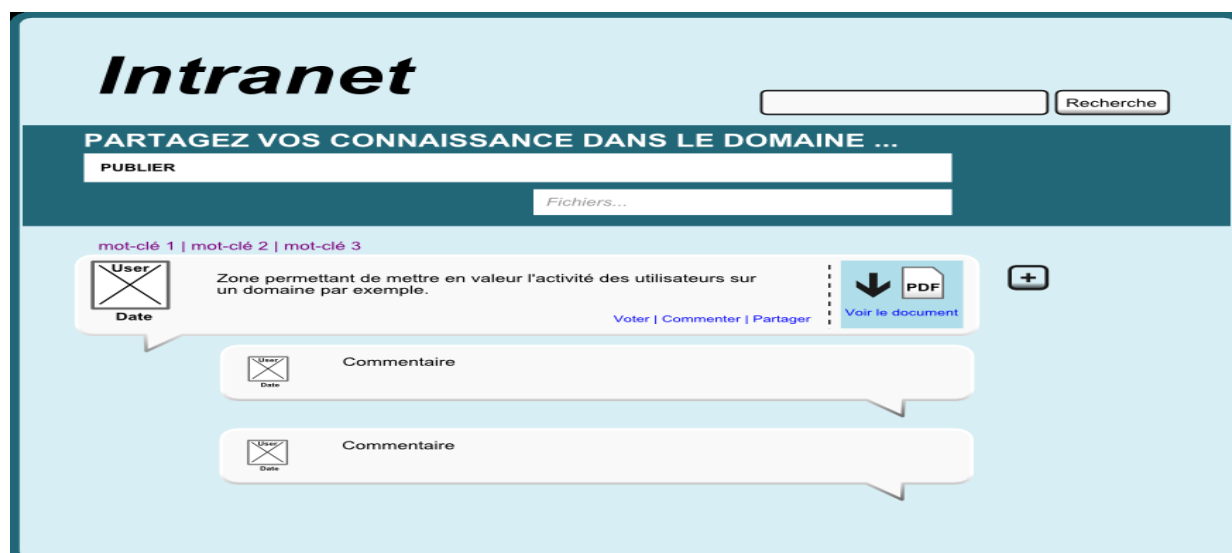 Intranet
Recherche
PARTAGEZ VOS CONNAISSANCE DANS LE DOMAINE ...
PUBLIER
Fichiers...
mot-clé 1 | mot-clé 2 | mot-clé 3
User
Date
Zone permettant de mettre en valeur l'activité des utilisateurs sur
un domaine par exemple.
Voter | Commenter | Partager
PDF
Voir le document
+
User
Date
Commentaire
User
Date
Commentaire